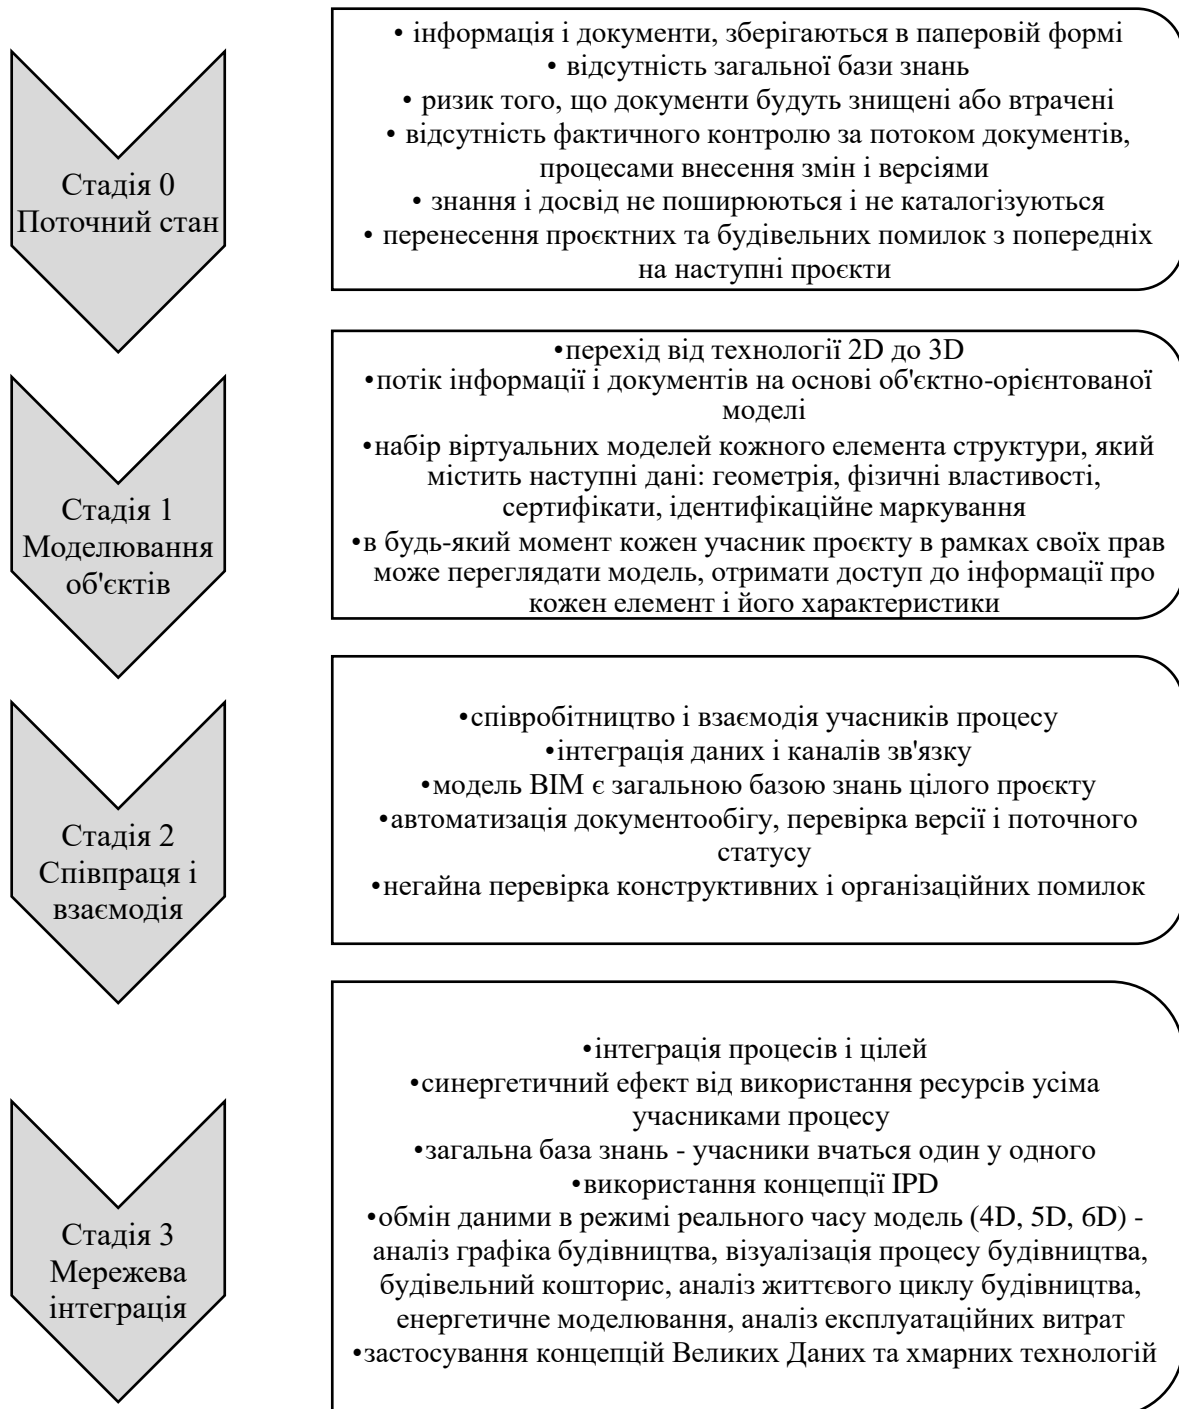 Стадія 0
Поточний стан
• інформація і документи, зберігаються в паперовій формі
• відсутність загальної бази знань
• ризик того, що документи будуть знищені або втрачені
• відсутність фактичного контролю за потоком документів,
процесами внесення змін і версіями
• знання і досвід не поширюються і не каталогізуються
• перенесення проєктних та будівельних помилок з попередніх
на наступні проєкти
Стадія 1
Моделювання
об'єктів
•перехід від технології 2D до 3D
•потік інформації і документів на основі об'єктно-орієнтованої
моделі
•набір віртуальних моделей кожного елемента структури, який
містить наступні дані: геометрія, фізичні властивості,
сертифікати, ідентифікаційне маркування
•в будь-який момент кожен учасник проєкту в рамках своїх прав
може переглядати модель, отримати доступ до інформації про
кожен елемент і його характеристики
Стадія 2
Співпраця і
взаємодія
•співробітництво і взаємодія учасників процесу
•інтеграція даних і каналів зв'язку
•модель BIM є загальною базою знань цілого проєкту
•автоматизація документообігу, перевірка версії і поточного
статусу
•негайна перевірка конструктивних і організаційних помилок
Стадія 3
Мережева
інтеграція
•інтеграція процесів і цілей
•синергетичний ефект від використання ресурсів усіма
учасниками процесу
•загальна база знань - учасники вчаться один у одного
•використання концепції IPD
•обмін даними в режимі реального часу модель (4D, 5D, 6D) -
аналіз графіка будівництва, візуалізація процесу будівництва,
будівельний кошторис, аналіз життєвого циклу будівництва,
енергетичне моделювання, аналіз експлуатаційних витрат
•застосування концепцій Великих Даних та хмарних технологій